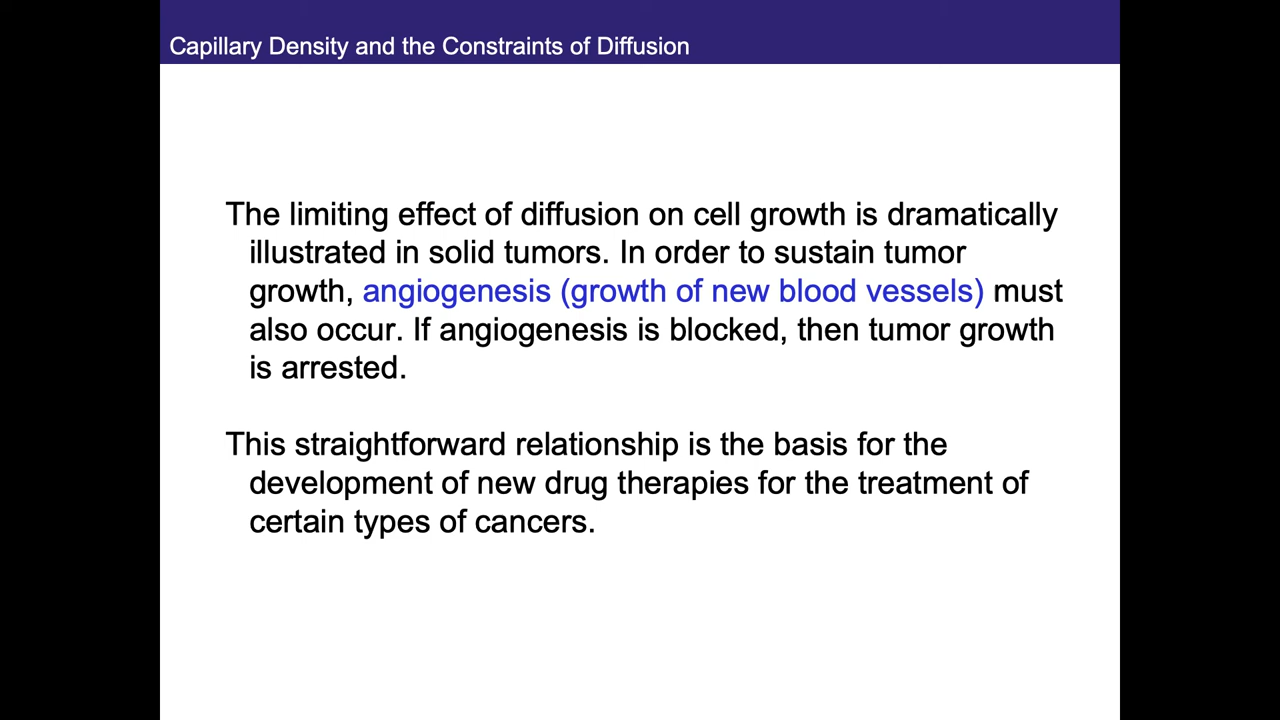 Capillary Density and the Constraints of Diffusion
The limiting effect of diffusion on cell growth is dramatically
illustrated in solid tumors. In order to sustain tumor
growth, angiogenesis (growth of new blood vessels) must
also occur. If angiogenesis is blocked, then tumor growth
is arrested.
This straightforward relationship is the basis for the
development of new drug therapies for the treatment of
certain types of cancers.